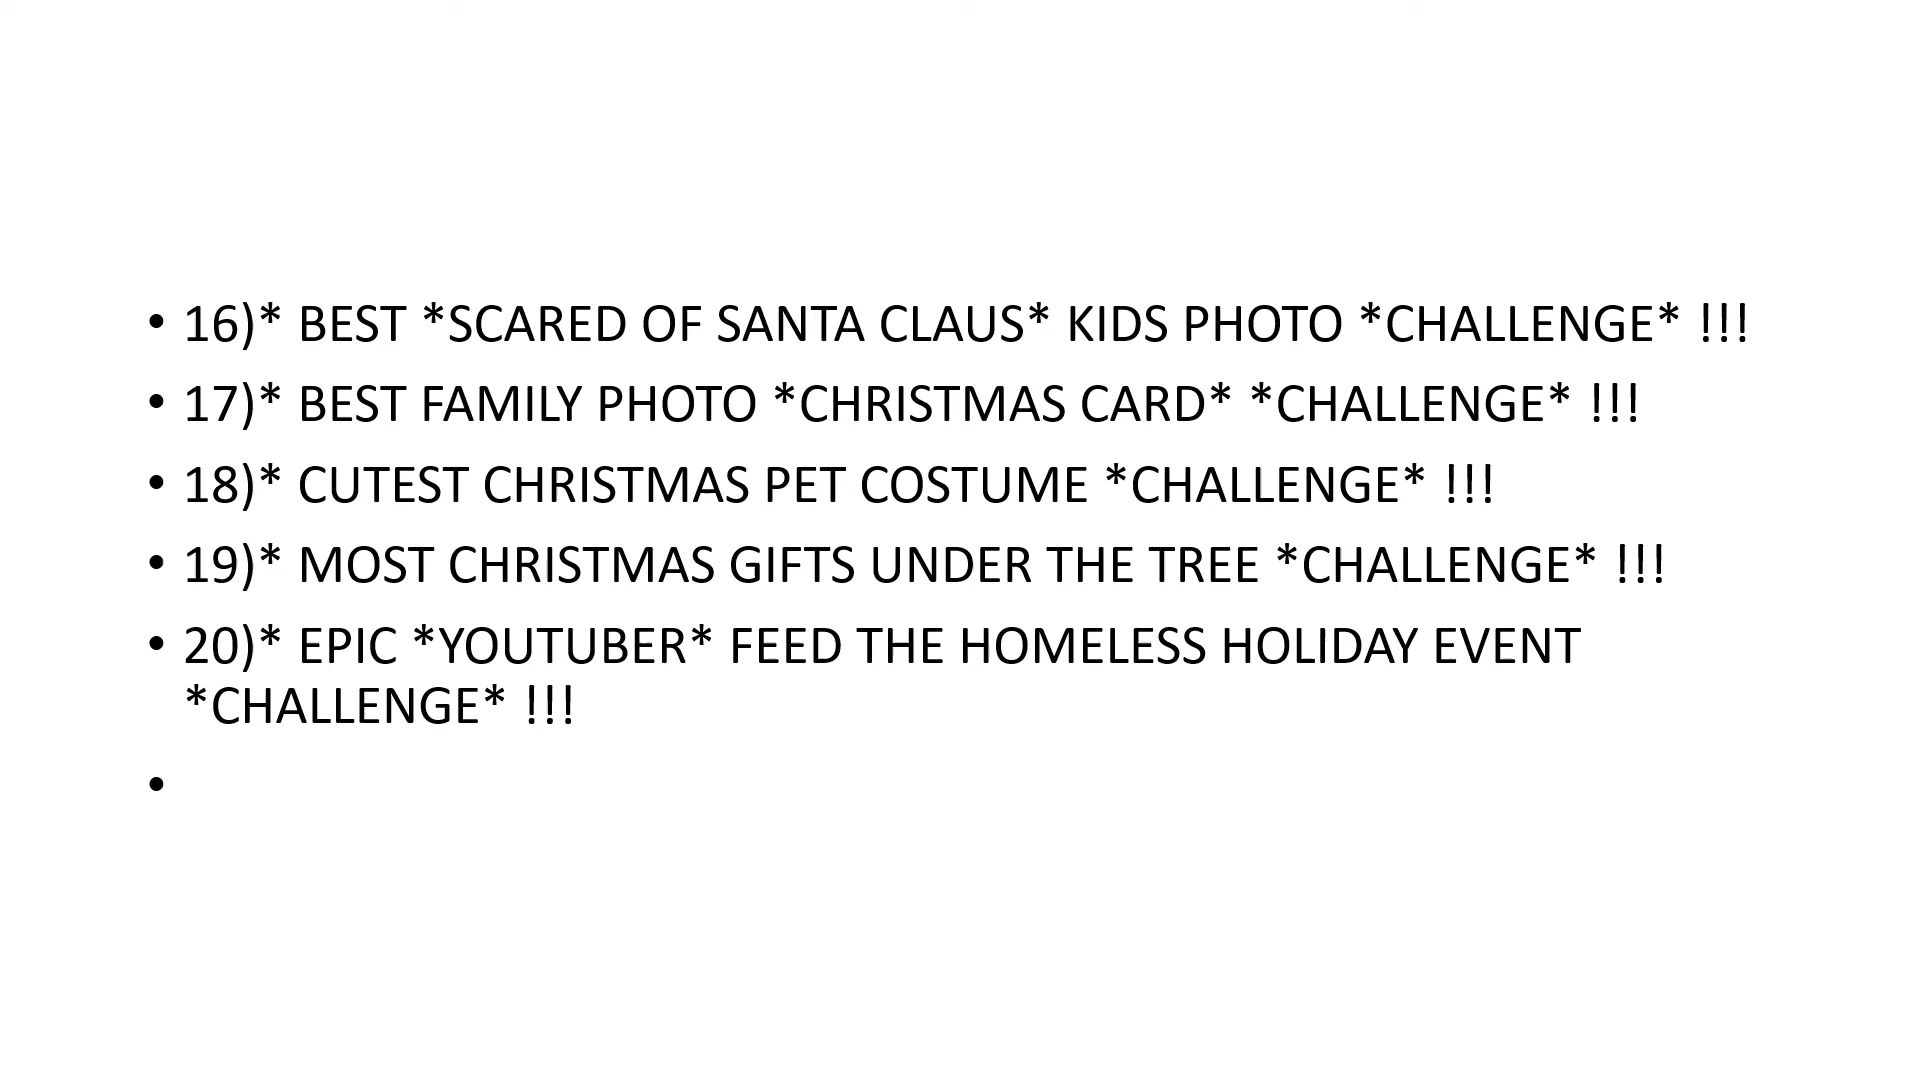 • 16)* BEST *SCARED OF SANTA CLAUS* KIDS PHOTO *CHALLENGE* !!!
• 17)* BEST FAMILY PHOTO *CHRISTMAS CARD* *CHALLENGE* !!!
• 18)* CUTEST CHRISTMAS PET COSTUME *CHALLENGE* !!!
• 19)* MOST CHRISTMAS GIFTS UNDER THE TREE *CHALLENGE* !!!
• 20)* EPIC *YOUTUBER* FEED THE HOMELESS HOLIDAY EVENT
*CHALLENGE* !!!
•